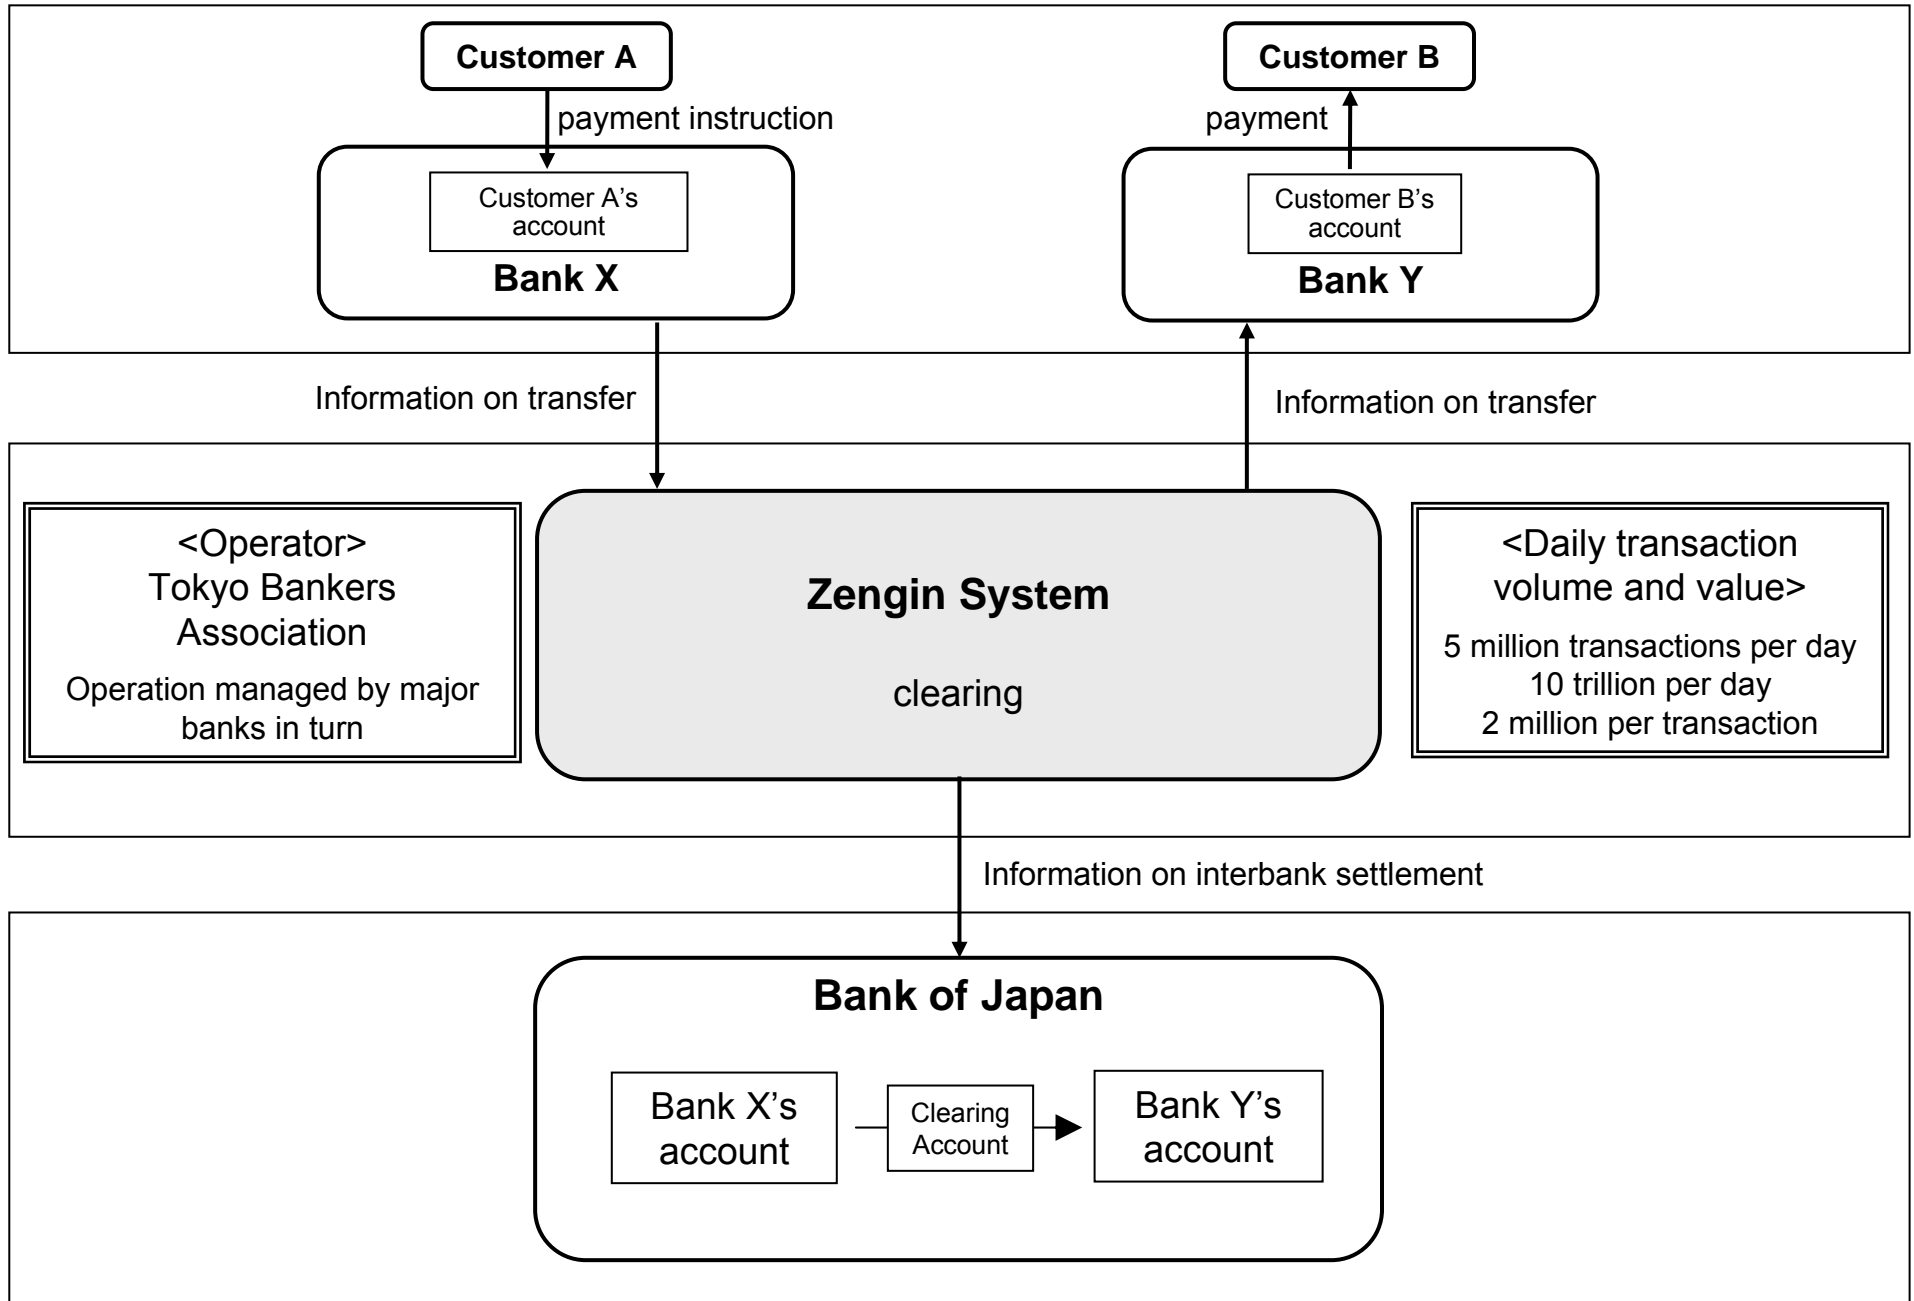 Customer A
Customer B
payment instruction
payment
Customer A's
account
Bank X
Customer B's
account
Bank Y
Information on transfer
Information on transfer
<Operator>
Tokyo Bankers
Association
Operation managed by major
banks in turn
Zengin System
clearing
<Daily transaction
volume and value>
5 million transactions per day
10 trillion per day
2 million per transaction
Information on interbank settlement
Bank of Japan
Bank X's
account
Clearing
Account
Bank Y's
account